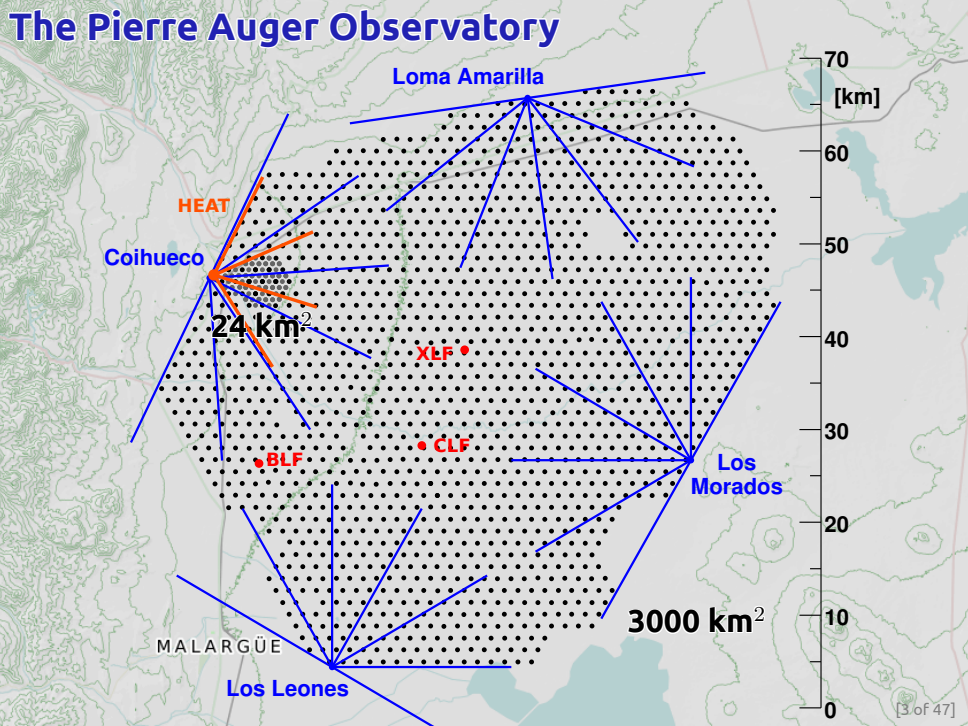 The Pierre Auger Observatory
Loma Amarilla
70
[km]
60
HEAT
50
Coihueco
24 km²
40
XLF
30
CLF
BLF
Los
Morados
20
10
3000 km²
MALARGÜE
Los Leones
0
[3 of 47]